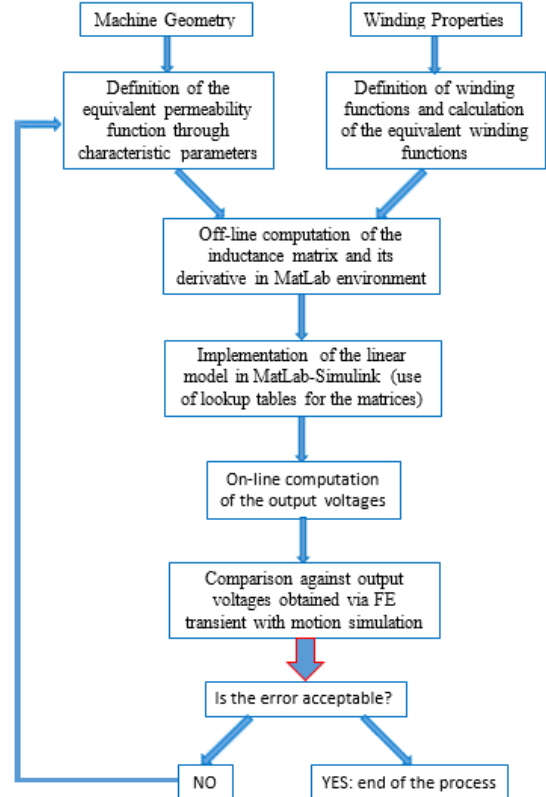 Machine Geometry
Winding Properties
Definition of the
equivalent permeability
function through
characteristic parameters
Definition of winding
functions and calculation
of the equivalent winding
functions
Off-line computation of the
inductance matrix and its
derivative in MatLab environment
Implementation of the linear
model in MatLab-Simulink (use
of lookup tables for the matrices)
On-line computation
of the output voltages
Comparison against output
voltages obtained via FE
transient with motion simulation
Is the error acceptable?
NO
YES: end of the process